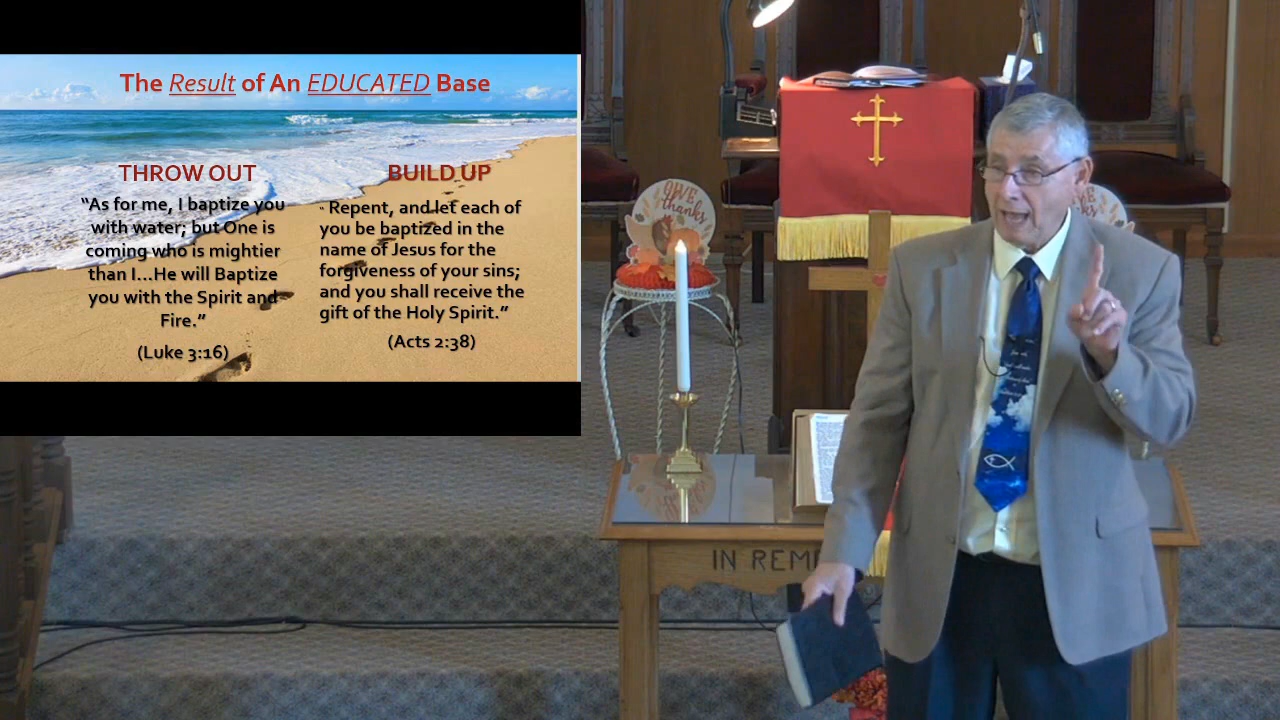 The Result of An EDUCATED Base
THROW OUT
“As for me, I baptize you
with water; but One is
coming who is mightier
than I...He will Baptize
you with the Spirit and
Fire.”
(Luke 3:16)
BUILD UP
“ Repent, and let each of
you be baptized in the
name of Jesus for the
forgiveness of your sins;
and you shall receive the
gift of the Holy Spirit.”
(Acts 2:38)
GIVE
thanks
IN REME